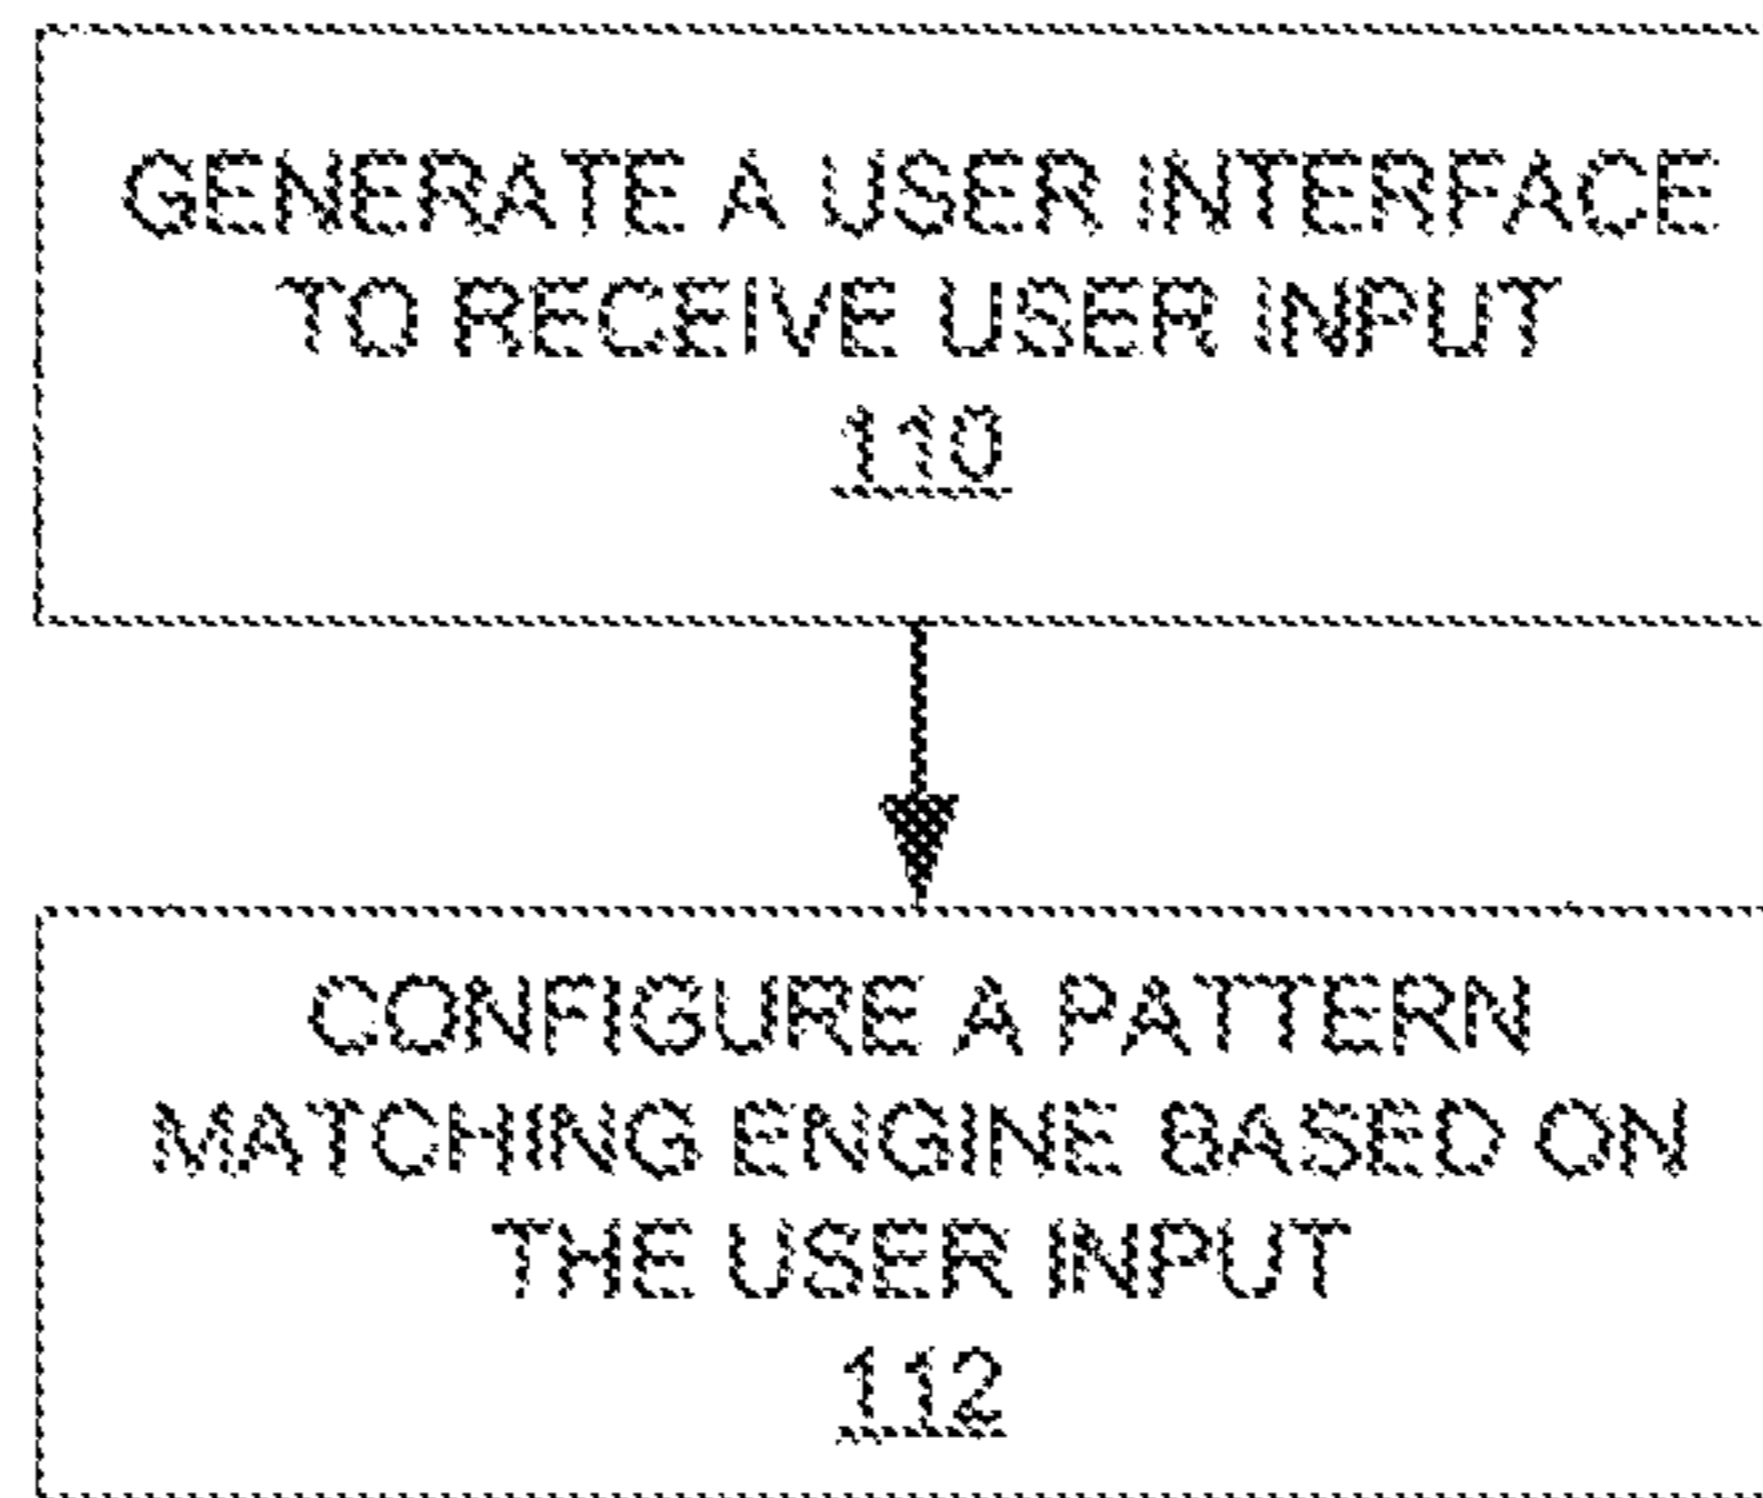 GENERATE A USER INTERFACE
TO RECEIVE USER INPUT
110
CONFIGURE A PATTERN
MATCHING ENGINE BASED ON
THE USER INPUT
112